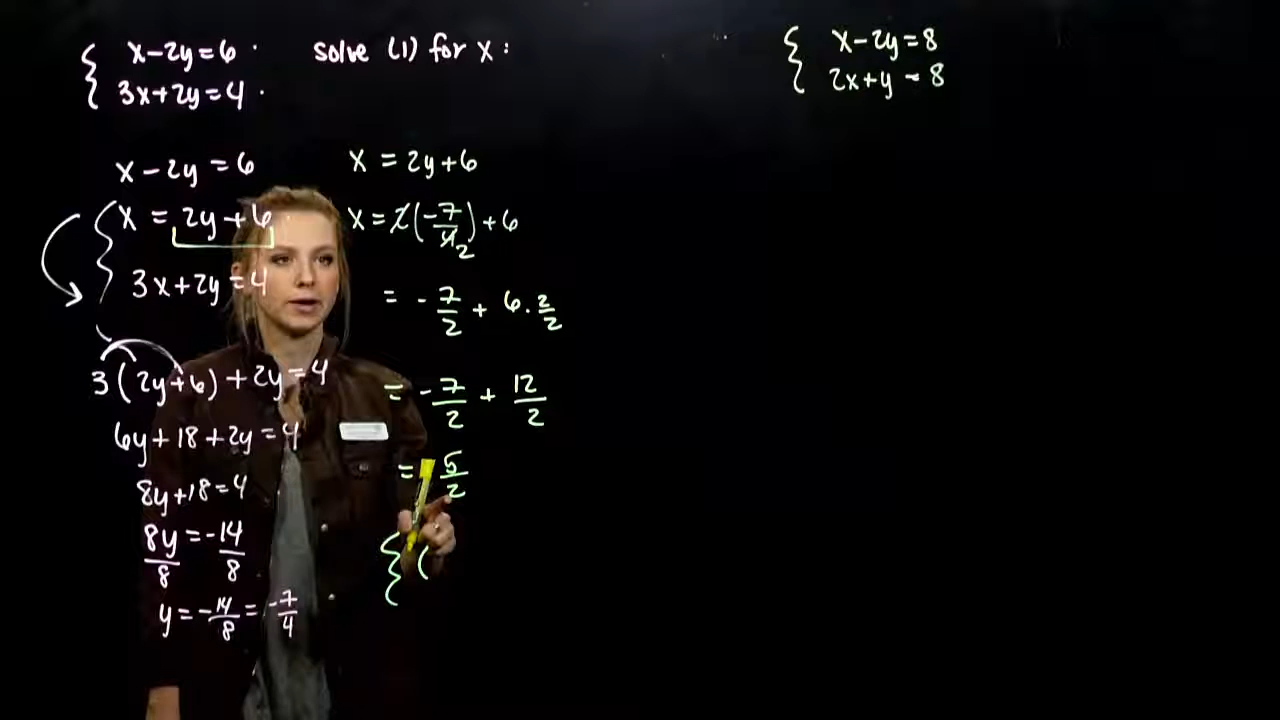 x-2y=6
3x+2y=4
solve (1) for x:
x-2y=6
x=2y+6
3x+2y=4
3(2y+6)+2y=4
6y+18+2y=4
8y+18=4
8y/8=-14/8
y=-14/8=-7/4
x=2y+6
x=2(-7/4 2)+6
=-7/2+6·2/2
=-7/2+12/2
=5/2
{(
x-2y=8
2x+y=8